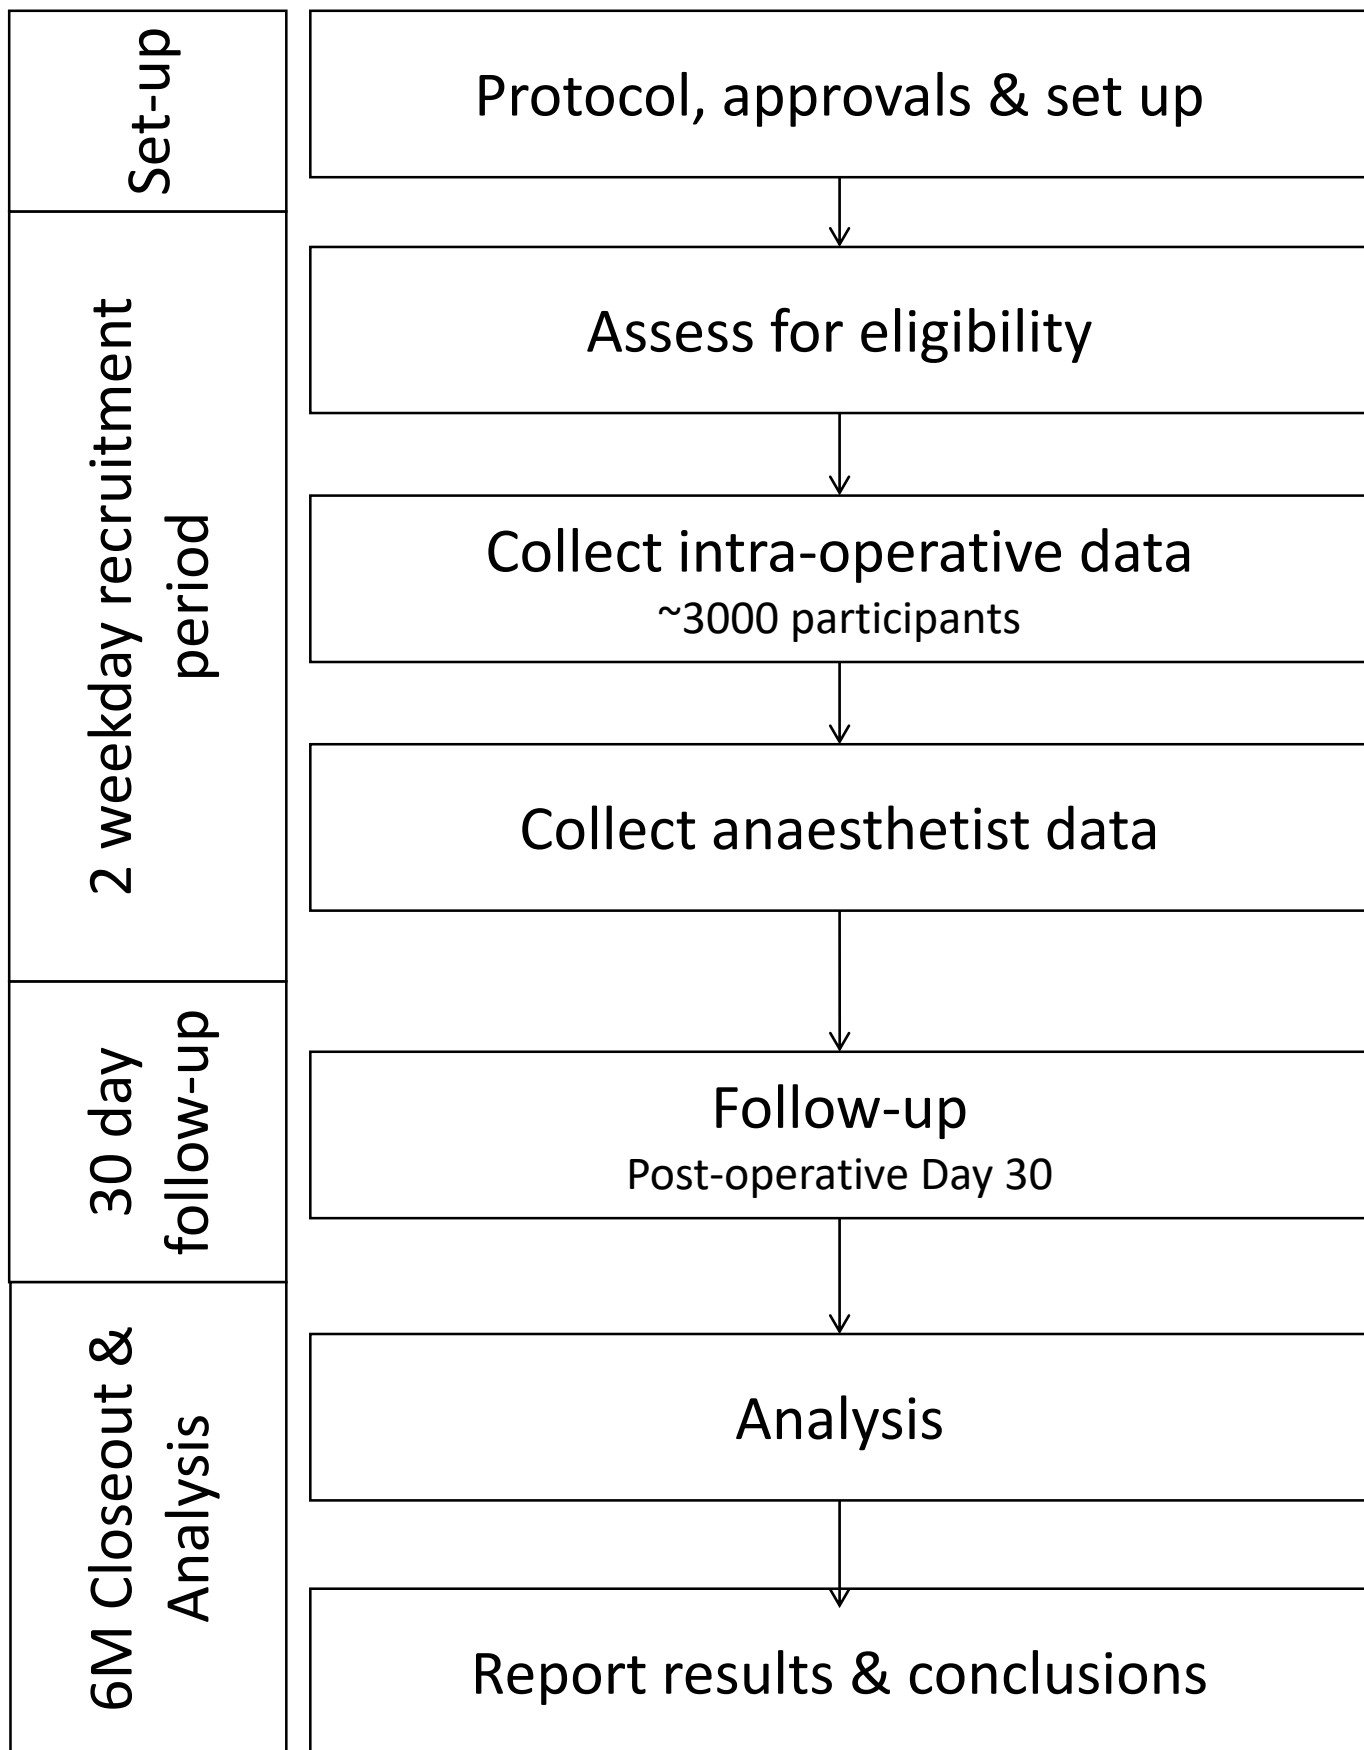 Set-up
Protocol, approvals & set up
2 weekday recruitment
period
Assess for eligibility
Collect intra-operative data
~3000 participants
Collect anaesthetist data
30 day
follow-up
Follow-up
Post-operative Day 30
6M Closeout &
Analysis
Analysis
Report results & conclusions